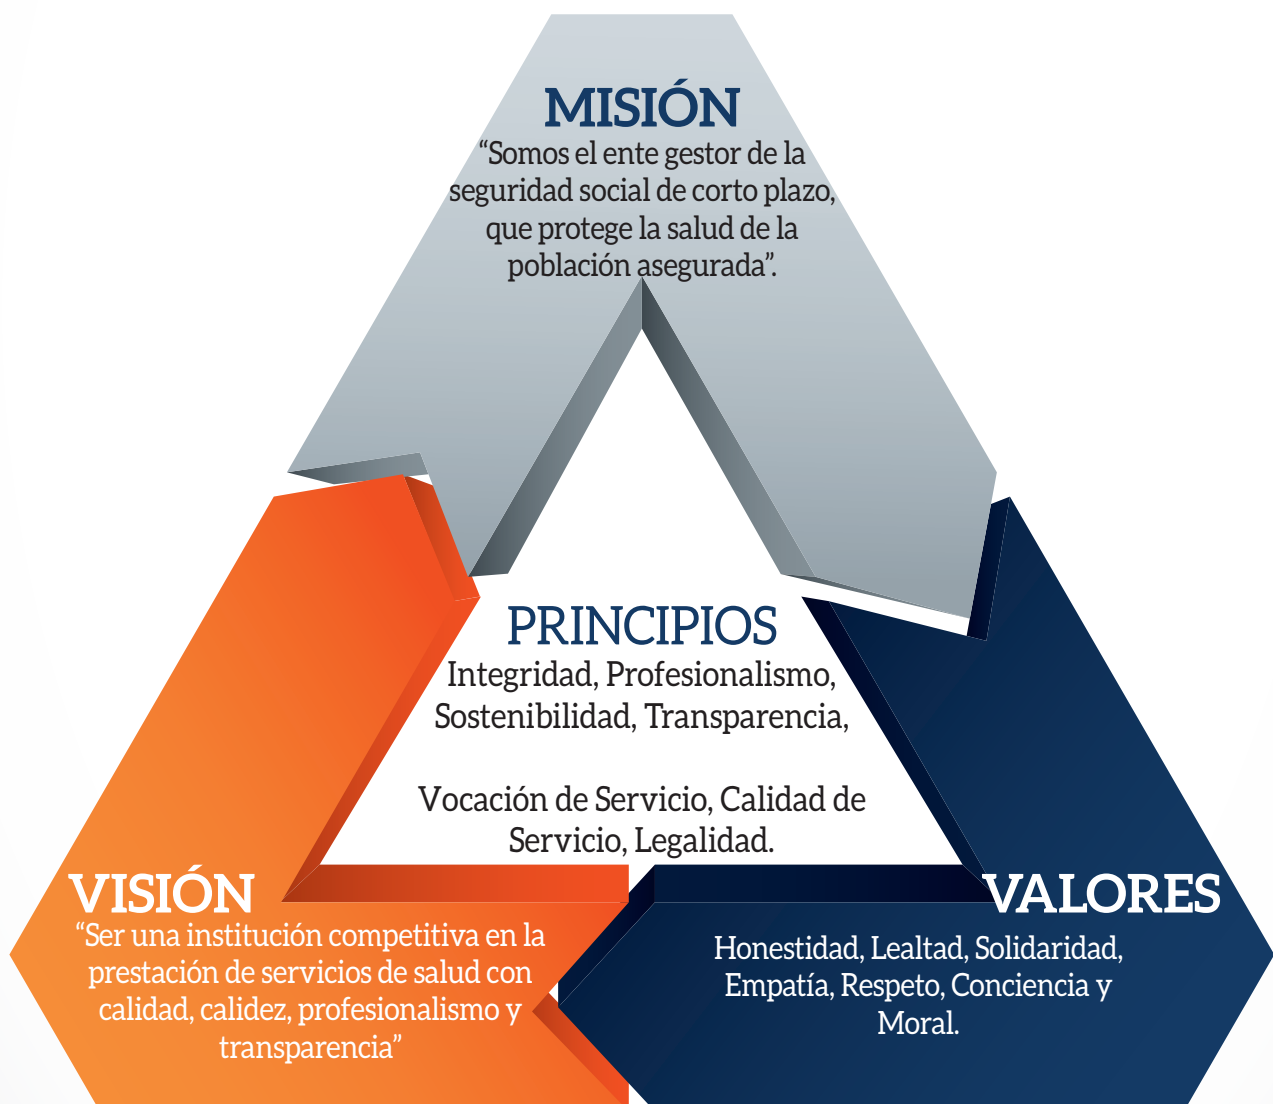 MISIÓN
“Somos el ente gestor de la
seguridad social de corto plazo,
que protege la salud de la
población asegurada”.
PRINCIPIOS
Integridad, Profesionalismo,
Sostenibilidad, Transparencia,
Vocación de Servicio, Calidad de
Servicio, Legalidad.
VISIÓN
“Ser una institución competitiva en la
prestación de servicios de salud con
calidad, calidez, profesionalismo y
transparencia”
VALORES
Honestidad, Lealtad, Solidaridad,
Empatía, Respeto, Conciencia y
Moral.